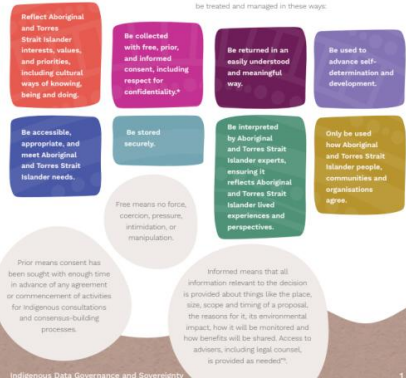 be treated and managed in these ways:
Reflect Aboriginal
and Torres
Strait Islander
interests, values,
and priorities,
including cultural
ways of knowing,
being and doing.
Be collected
with free, prior,
and informed
consent, including
respect for
confidentiality.*
Be returned in an
easily understood
and meaningful
way.
Be used to
advance self-
determination and
development.
Be accessible,
appropriate, and
meet Aboriginal
and Torres Strait
Islander needs.
Be stored
securely.
Be interpreted
by Aboriginal
and Torres Strait
Islander experts,
ensuring it
reflects Aboriginal
and Torres Strait
Islander lived
experiences and
perspectives.
Only be used
how Aboriginal
and Torres Strait
Islander people,
communities and
organisations
agree.
Free means no force,
coercion, pressure,
intimidation, or
manipulation.
Prior means consent has
been sought with enough time
in advance of any agreement
or commencement of activities
for Indigenous consultations
and consensus-building
processes.
Informed means that all
information relevant to the decision
is provided about things like the place,
size, scope and timing of a proposal,
the reasons for it, its environmental
impact, how it will be monitored and
how benefits will be shared. Access to
advisers, including legal counsel,
is provided as needed
Indigenous Data Governance and Sovereignty
1